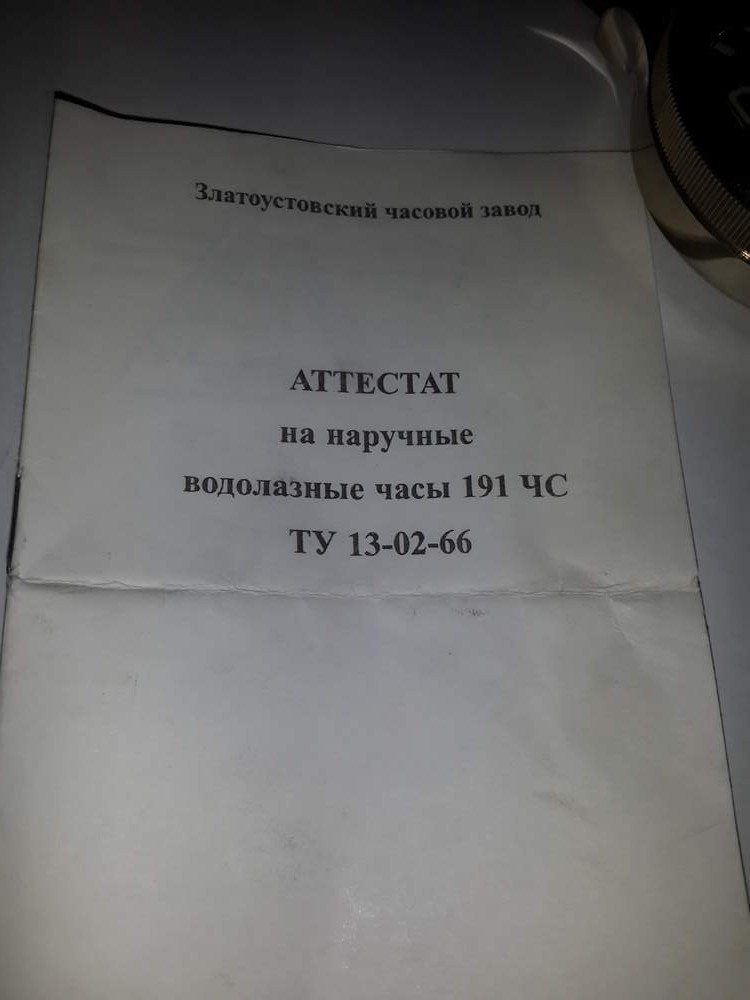 Златоустовский часовой завод
АТТЕСТАТ
на наручные
водолазные часы 191 ЧС
ТУ 13-02-66